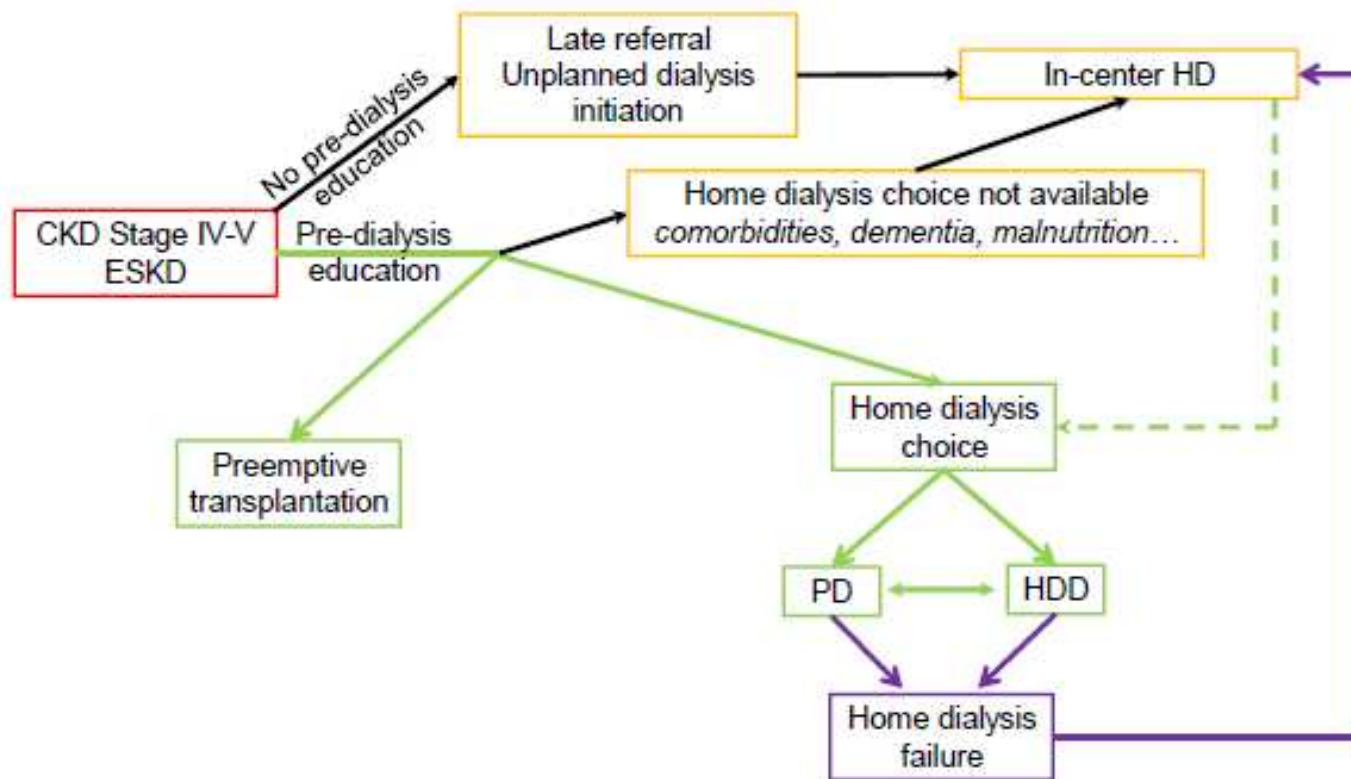 Late referral
Unplanned dialysis
initiation
In-center HD
No pre-dialysis
education
Home dialysis choice not available
comorbidities, dementia, malnutrition…
CKD Stage IV-V
ESKD
Pre-dialysis
education
Home dialysis
choice
Preemptive
transplantation
PD
HDD
Home dialysis
failure